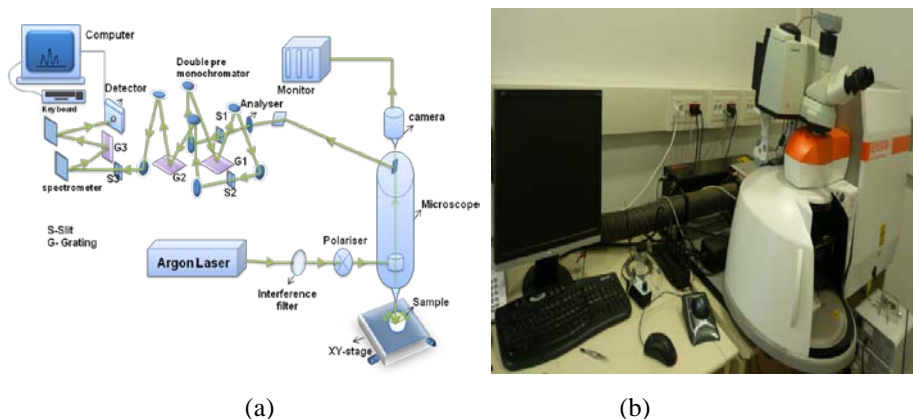 Computer
Keyboard
Detector
Double pre
monochromator
Analyser
S1
G3
G2
G1
spectrometer
S3
S2
Monitor
camera
Microscope
S-Slit
G- Grating
Polariser
Argon Laser
Interference
filter
Sample
XY-stage
(a)
(b)